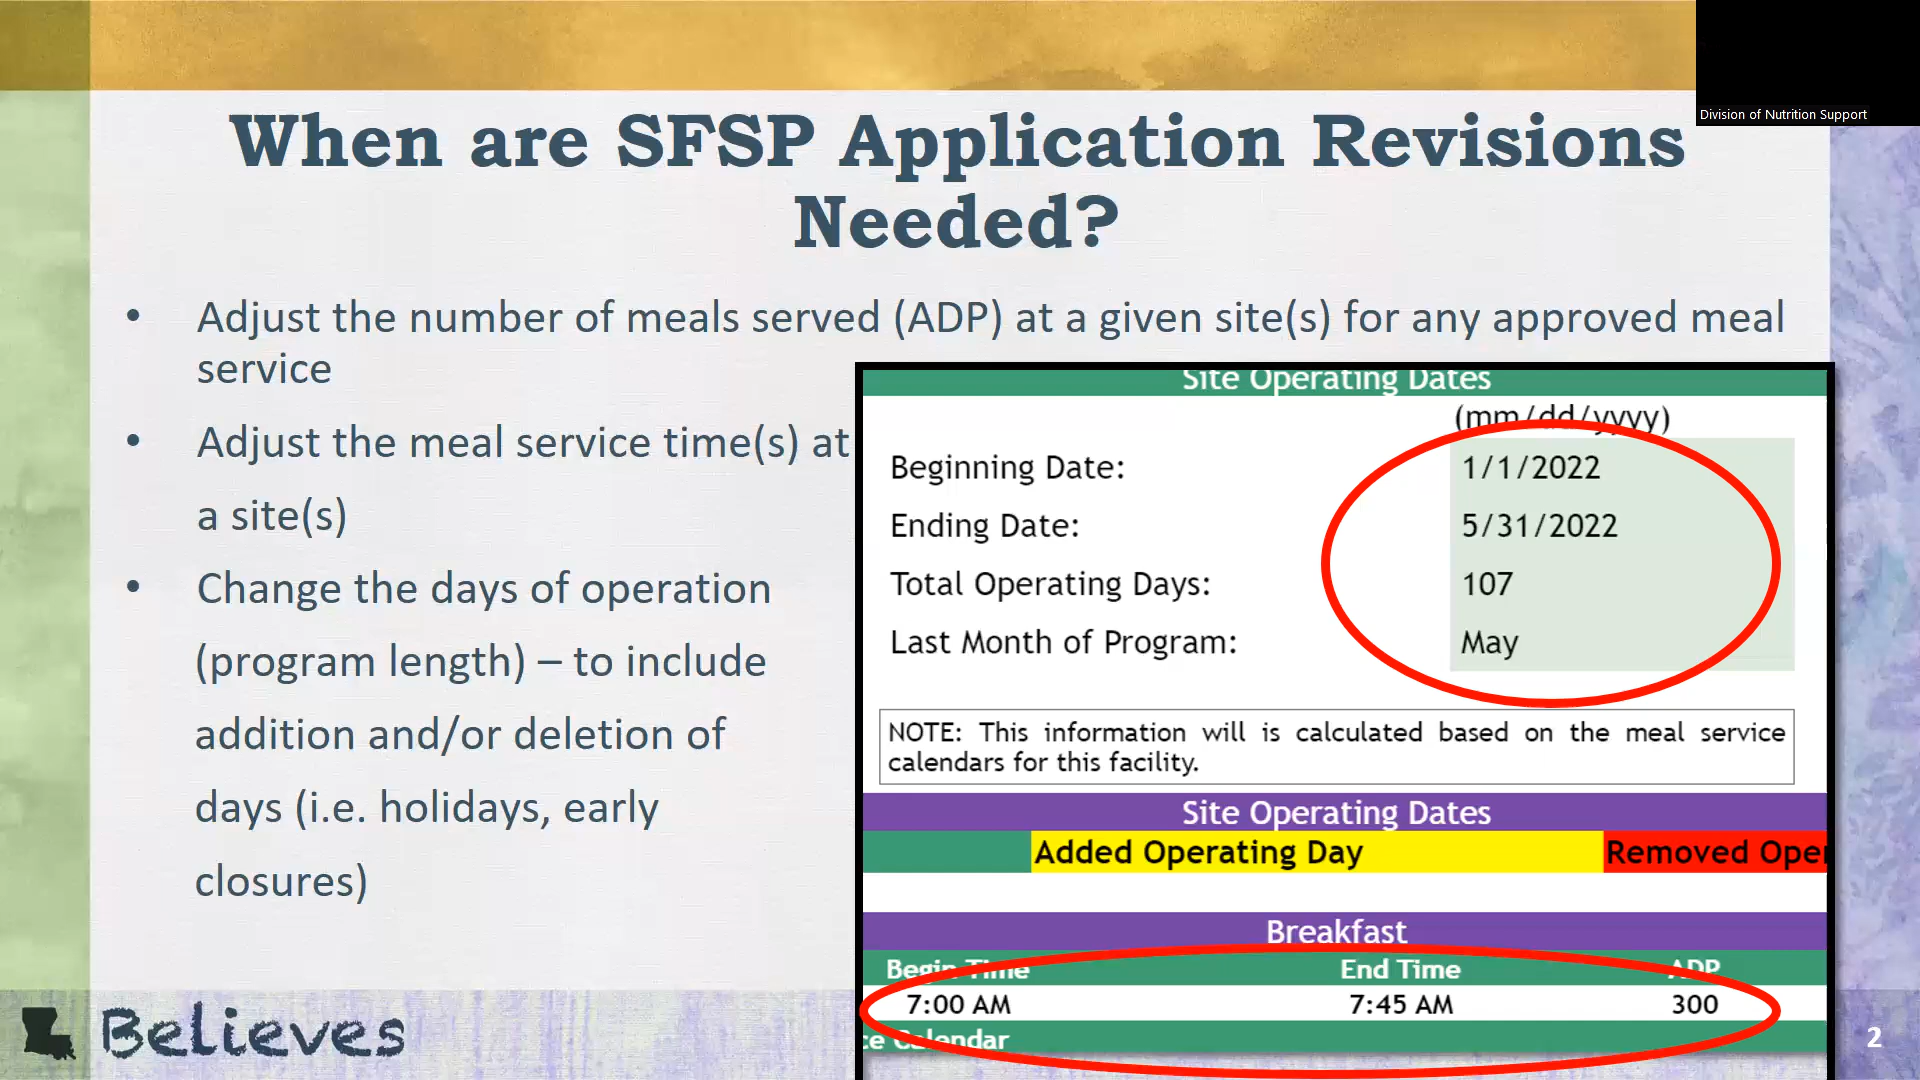 Division of Nutrition Support
When are SFSP Application Revisions
Needed?
• Adjust the number of meals served (ADP) at a given site(s) for any approved meal
service
• Adjust the meal service time(s) at
a site(s)
• Change the days of operation
(program length) – to include
addition and/or deletion of
days (i.e. holidays, early
closures)
Site Operating Dates
(mm/dd/yyyy)
Beginning Date: 1/1/2022
Ending Date: 5/31/2022
Total Operating Days: 107
Last Month of Program: May
NOTE: This information will is calculated based on the meal service
calendars for this facility.
Site Operating Dates
Added Operating Day Removed Oper
Breakfast
Begin Time End Time ADP
7:00 AM 7:45 AM 300
ce Calendar
Believes
2